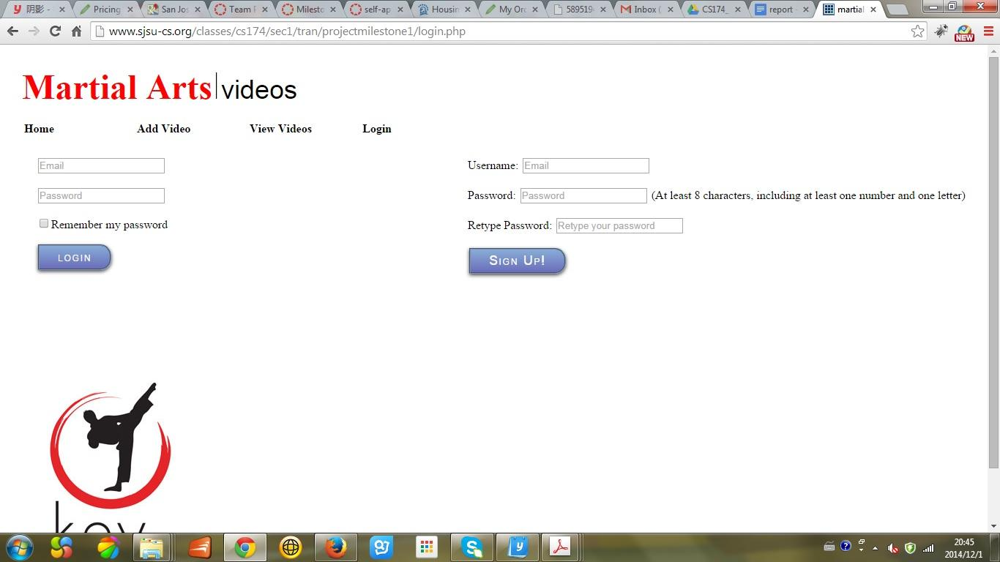 阴影 -
Pricing
San Jos
Team
Milesto
self-ap
Housin
My Ord
589519
Inbox (
CS174_
report -
martial
www.sjsu-cs.org/classes/cs174/sec1/tran/projectmilestone1/login.php
NEW
Martial Arts videos
Home Add Video View Videos Login
Email
Password
Remember my password
LOGIN
Username: Email
Password: Password (At least 8 characters, including at least one number and one letter)
Retype Password: Retype your password
Sign Up!
key
20:45
2014/12/1